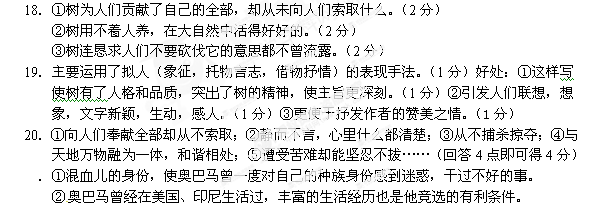 18. ①树为人们贡献了自己的全部，却从未向人们索取什么。（2 分）
②树用不着人养，在大自然中活得好好的。（2 分）
③树连恳求人们不要砍伐它的意思都不曾流露。（2 分）
19. 主要运用了拟人（象征，托物言志，借物抒情）的表现手法。（1 分）好处：①这样写
使树有了人格和品质，突出了树的精神，使主旨更深刻。（1 分）②引发人们联想，想
象，文字新颖，生动，感人。（1 分）③更便于抒发作者的赞美之情。（1 分）
20. ①向人们奉献全部却从不索取；②静而不言，心里什么都清楚；③从不捕杀掠夺；④与
天地万物融为一体，和谐相处；⑤遭受苦难却能坚忍不拔……（回答 4 点即可得 4 分）
．①混血儿的身份，使奥巴马曾一度对自己的种族身份感到迷惑，干过不好的事。
②奥巴马曾经在美国、印尼生活过，丰富的生活经历也是他竞选的有利条件。